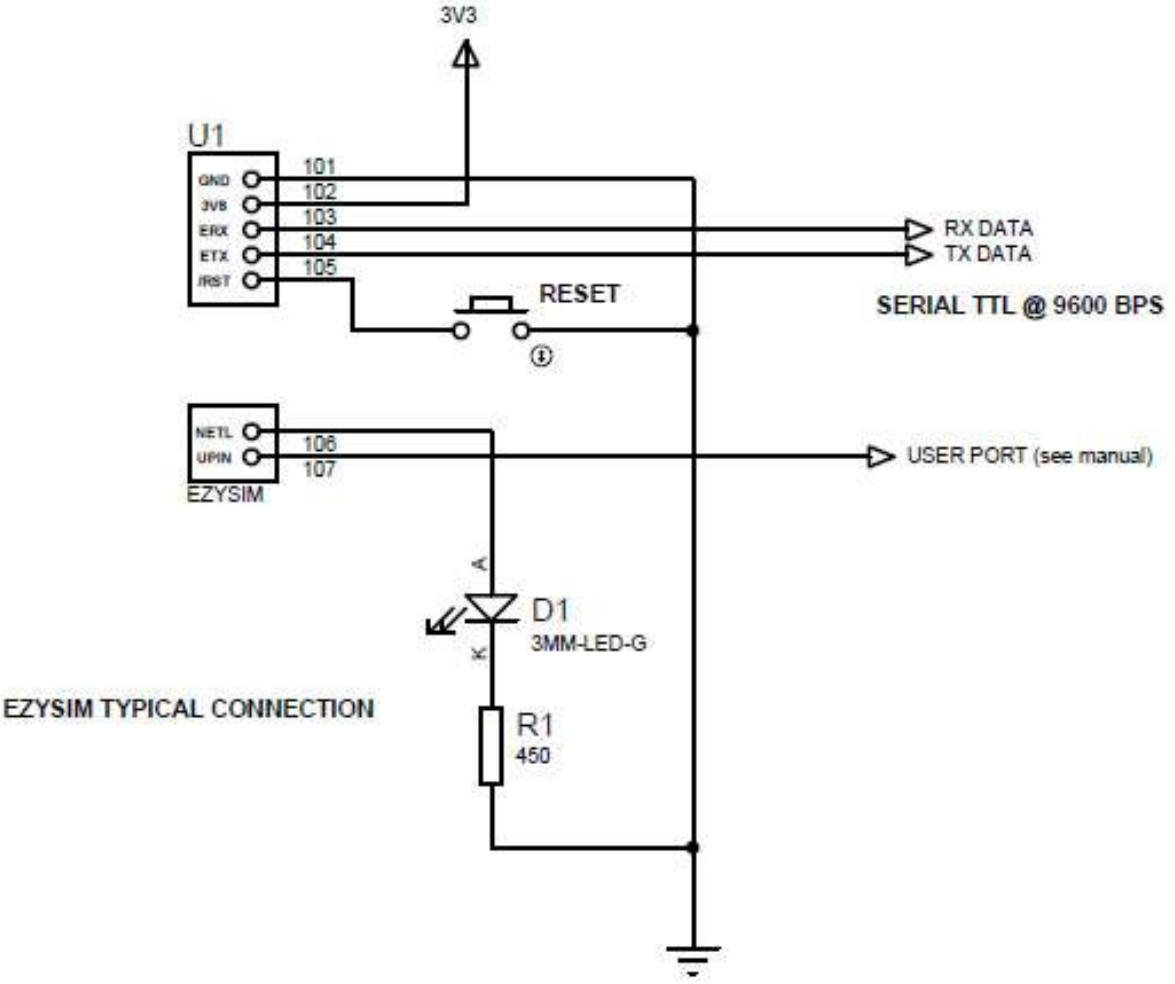 3V3
U1
GND 101
3V8 102
ERX 103
RX DATA
ETX 104
TX DATA
/RST 105
RESET
SERIAL TTL @ 9600 BPS
NETL 106
UPIN 107
USER PORT (see manual)
EZYSIM
A
D1
3MM-LED-G
K
EZYSIM TYPICAL CONNECTION
R1
450